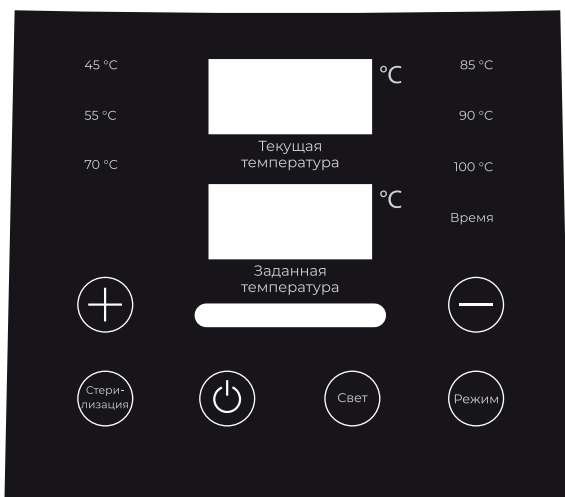 45 °C
°C
85 °C
55 °C
90 °C
Текущая
температура
70 °C
100 °C
°C
Время
Заданная
температура
Стери-
лизация
Свет
Режим